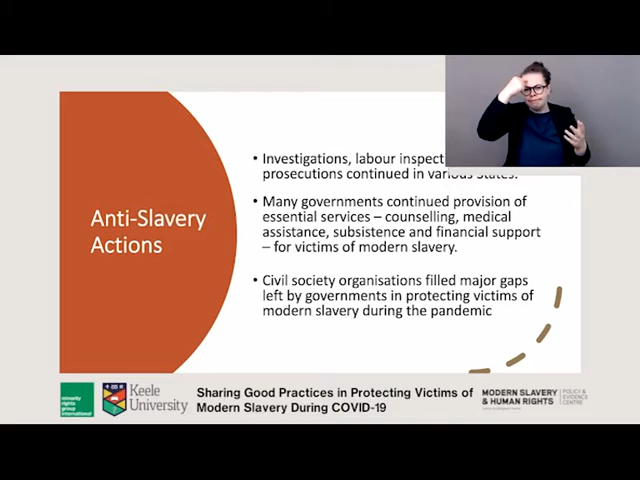 Anti-Slavery
Actions
• Investigations, labour inspect
prosecutions continued in various States.
• Many governments continued provision of
essential services – counselling, medical
assistance, subsistence and financial support
– for victims of modern slavery.
• Civil society organisations filled major gaps
left by governments in protecting victims of
modern slavery during the pandemic
minority
rights
group
international
Keele
University
Sharing Good Practices in Protecting Victims of
Modern Slavery During COVID-19
MODERN SLAVERY
& HUMAN RIGHTS
POLICY &
EVIDENCE
CENTRE